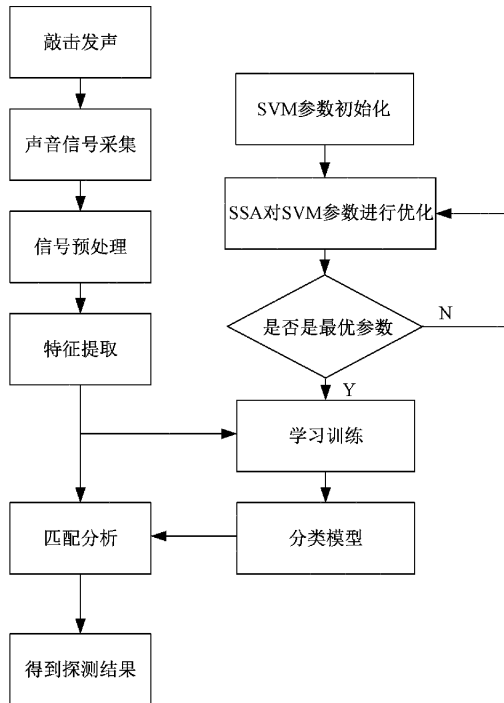 敲击发声
声音信号采集
信号预处理
特征提取
匹配分析
得到探测结果
SVM参数初始化
SSA对SVM参数进行优化
是否是最优参数
N
Y
学习训练
分类模型